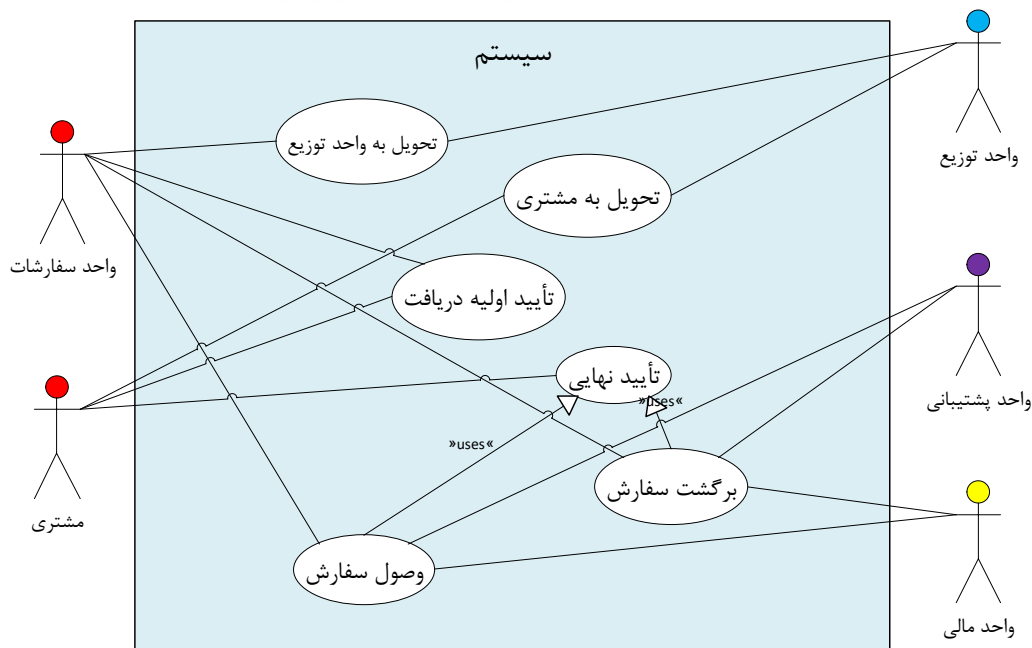 سیستم
واحد توزیع
تحویل به واحد توزیع
تحویل به مشتری
واحد سفارشات
تأیید اولیه دریافت
تأیید نهایی
واحد پشتیبانی
»uses«
»uses«
برگشت سفارش
مشتری
وصول سفارش
واحد مالی